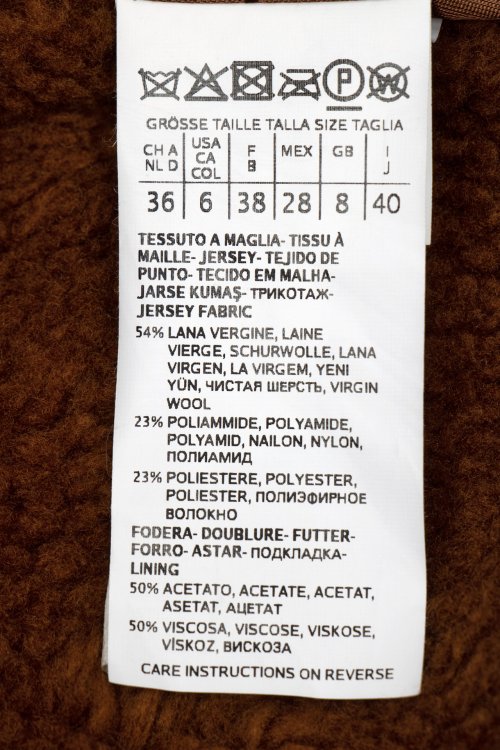 P W
GRÖSSE TAILLE TALLA SIZE TAGLIA
CH A NL D USA CA COL F B MEX GB I J
36 6 38 28 8 40
TESSUTO A MAGLIA- TISSU À
MAILLE- JERSEY- TEJIDO DE
PUNTO- TECIDO EM MALHA-
JARSE KUMAŞ- ТРИКОТАЖ-
JERSEY FABRIC
54% LANA VERGINE, LAINE
VIERGE, SCHURWOLLE, LANA
VIRGEN, LA VIRGEM, YENI
YÜN, ЧИСТАЯ ШЕРСТЬ, VIRGIN
WOOL
23% POLIAMMIDE, POLYAMIDE,
POLYAMID, NAILON, NYLON,
ПОЛИАМИД
23% POLIESTERE, POLYESTER,
POLIESTER, ПОЛИЭФИРНОЕ
ВОЛОКНО
FODERA- DOUBLURE- FUTTER-
FORRO- ASTAR- ПОДКЛАДКА-
LINING
50% ACETATO, ACETATE, ACETAT,
ASETAT, АЦЕТАТ
50% VISCOSA, VISCOSE, VISKOSE,
VİSKOZ, ВИСКОЗА
CARE INSTRUCTIONS ON REVERSE